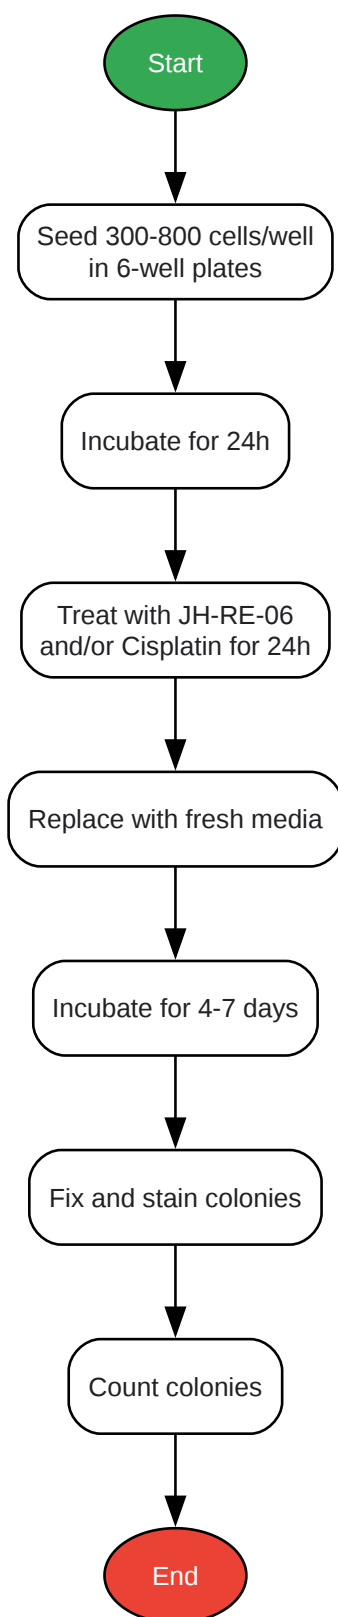 Start
Seed 300-800 cells/well
in 6-well plates
Incubate for 24h
Treat with JH-RE-06
and/or Cisplatin for 24h
Replace with fresh media
Incubate for 4-7 days
Fix and stain colonies
Count colonies
End